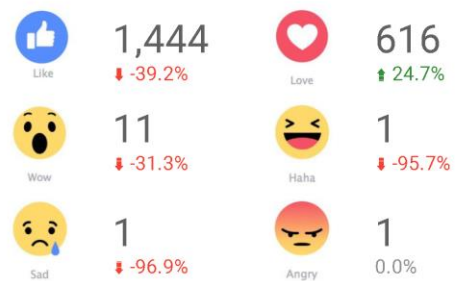 1,444 616
Like -39.2% Love 24.7%
11 1
Wow -31.3% Haha -95.7%
1 1
Sad -96.9% Angry 0.0%